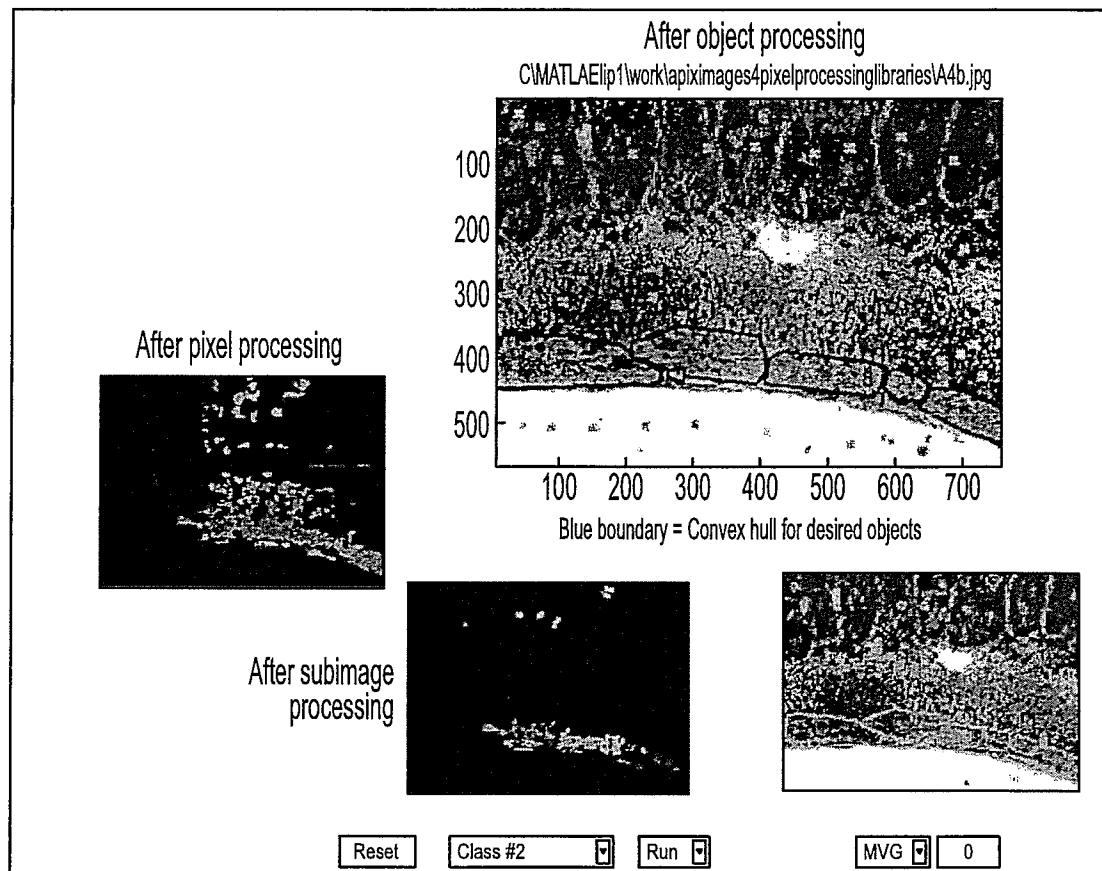 After object processing
C\MATLAElip1\work\apiximages4pixelprocessinglibraries\A4b.jpg
100
200
300
400
500
100 200 300 400 500 600 700
Blue boundary = Convex hull for desired objects
After pixel processing
After subimage
processing
Reset Class #2 Run MVG 0